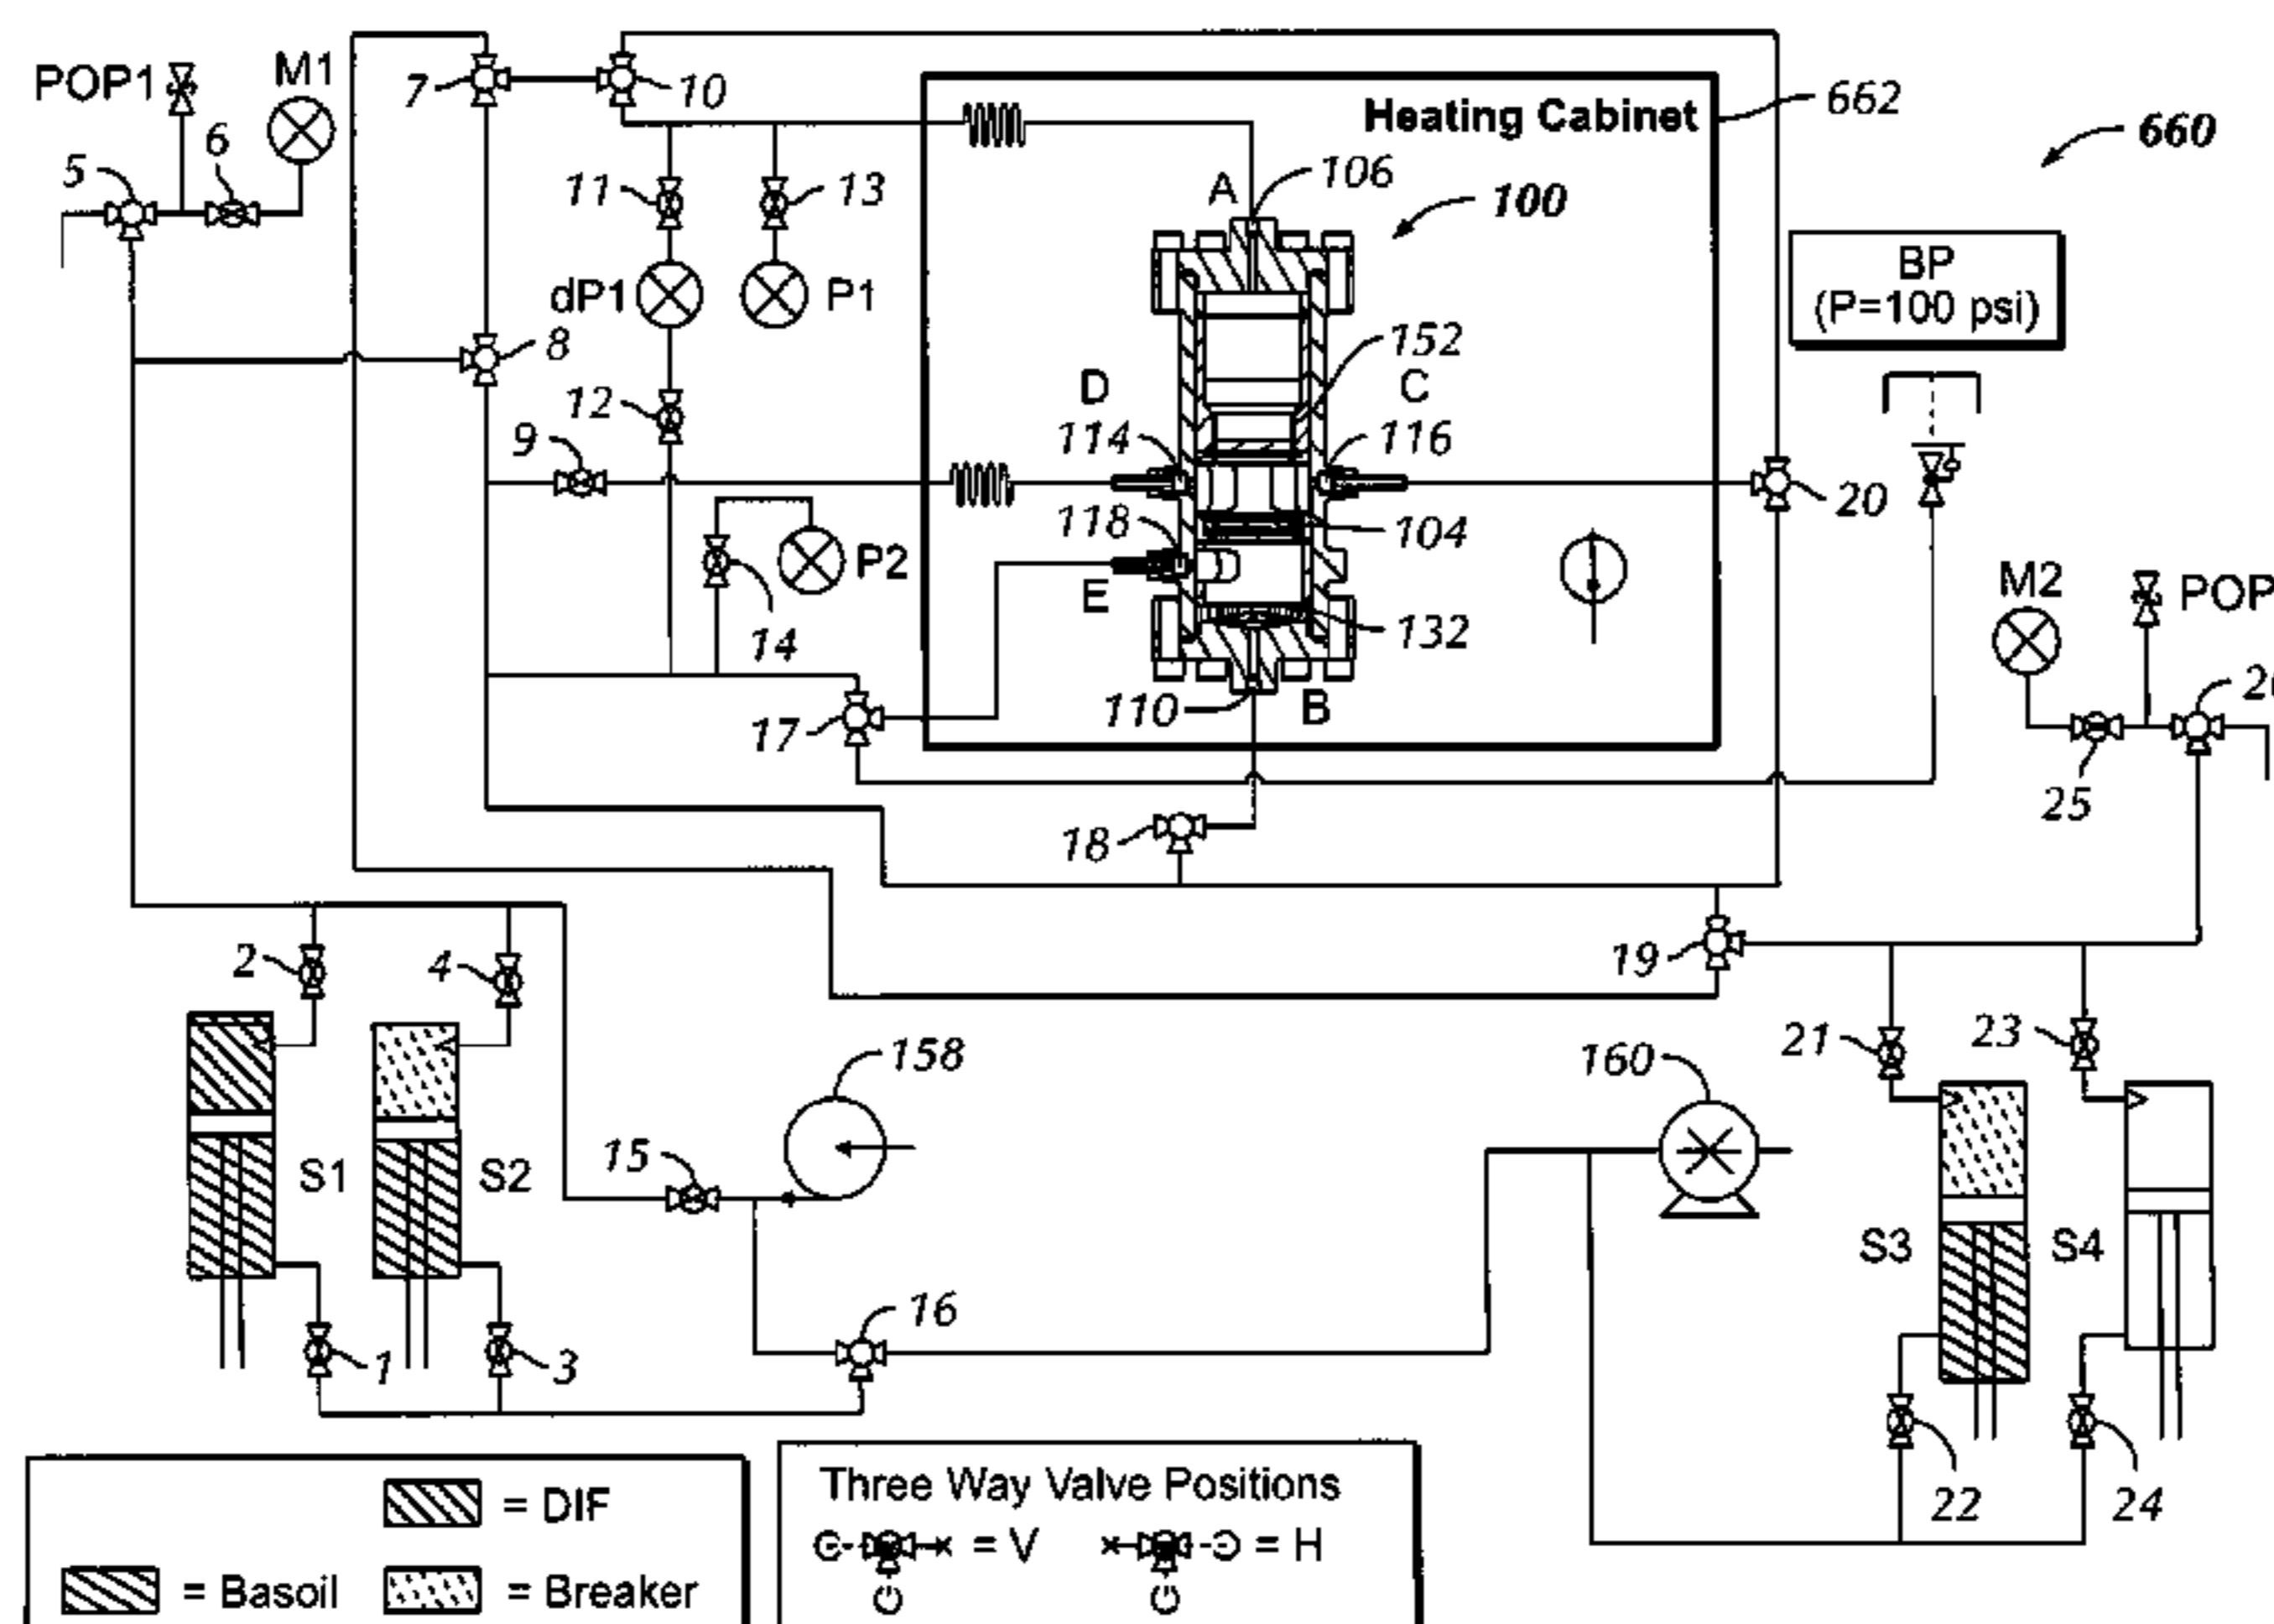 POP1
M1
7
10
Heating Cabinet
662
660
5
6
11
13
A
106
100
BP
(P=100 psi)
dP1
P1
8
152
D
C
12
9
114
116
20
118
104
P2
E
M2
POP
14
132
17
110
B
25
18
2
4
19
158
160
21
23
S1
S2
15
S3
S4
16
1
3
22
24
= DIF
= Basoil
= Breaker
Three Way Valve Positions
= V
= H